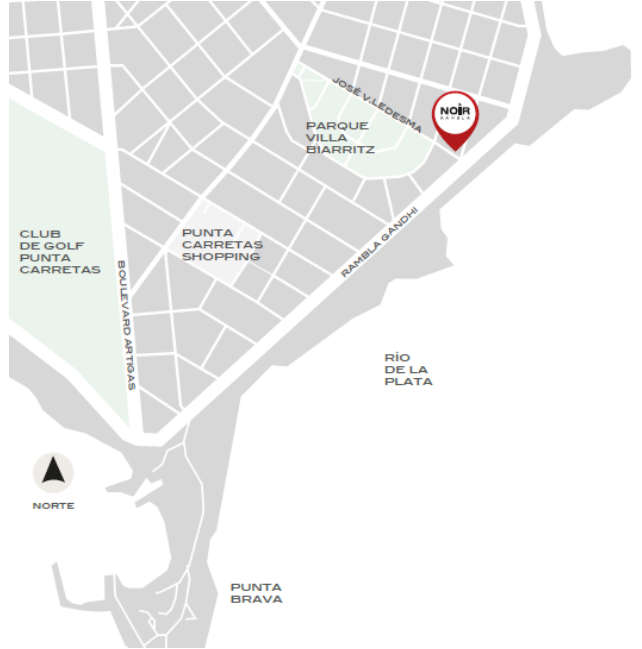 JOSÉ V.LEDESMA
NOIR
RAMBLA
PARQUE
VILLA
BIARRITZ
CLUB
DE GOLF
PUNTA
CARRETAS
PUNTA
CARRETAS
SHOPPING
RAMBLA GANDHI
BOULEVARD ARTIGAS
RÍO
DE LA
PLATA
NORTE
PUNTA
BRAVA